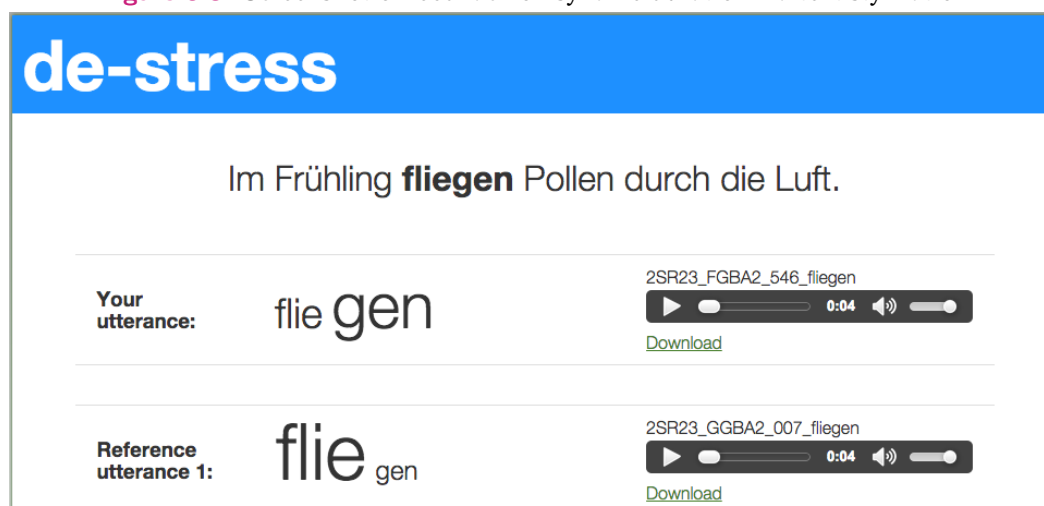 de-stress
Im Frühling fliegen Pollen durch die Luft.
2SR23_FGBA2_546_fliegen
Your
utterance:
flie gen
0:04
Download
2SR23_GGBA2_007_fliegen
Reference
utterance 1:
flie gen
0:04
Download